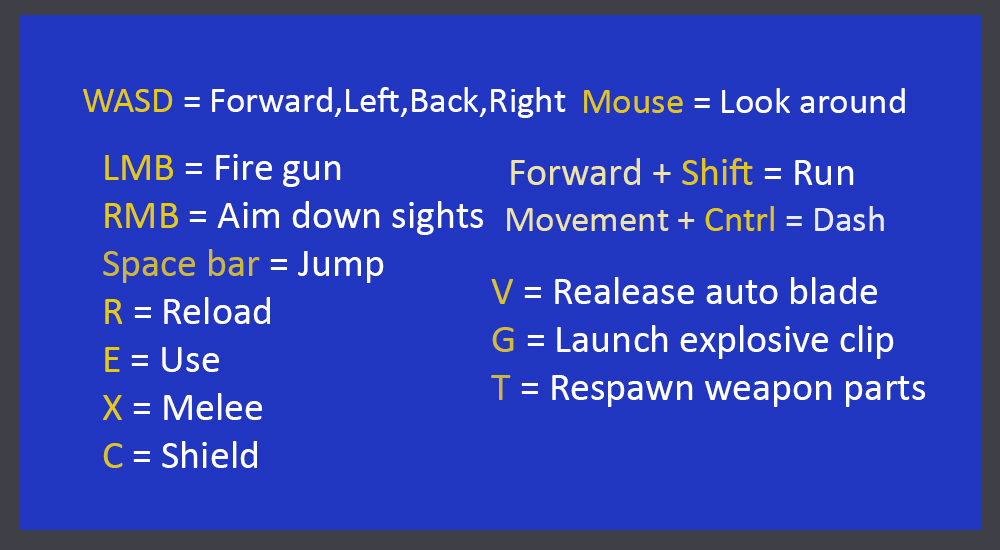 WASD = Forward,Left,Back,Right Mouse = Look around
LMB = Fire gun
RMB = Aim down sights
Space bar = Jump
R = Reload
E = Use
X = Melee
C = Shield
Forward + Shift = Run
Movement + Cntrl = Dash
V = Realease auto blade
G = Launch explosive clip
T = Respawn weapon parts